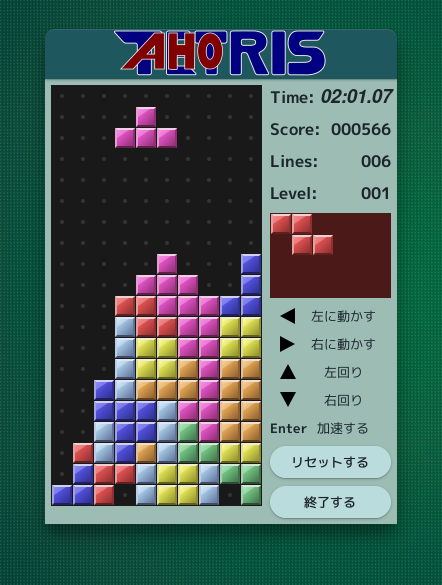 AHOTETRIS
Time: 02:01.07
Score: 000566
Lines: 006
Level: 001
左に動かす
右に動かす
左回り
右回り
Enter 加速する
リセットする
終了する